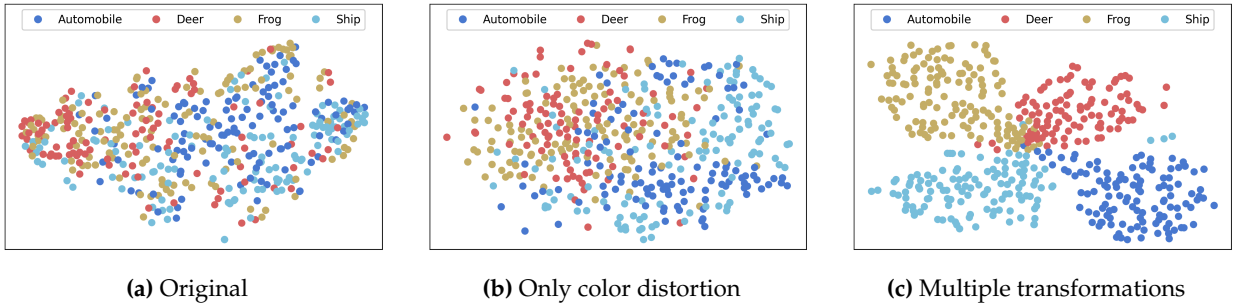 Automobile Deer Frog Ship
Automobile Deer Frog Ship
Automobile Deer Frog Ship
(a) Original
(b) Only color distortion
(c) Multiple transformations